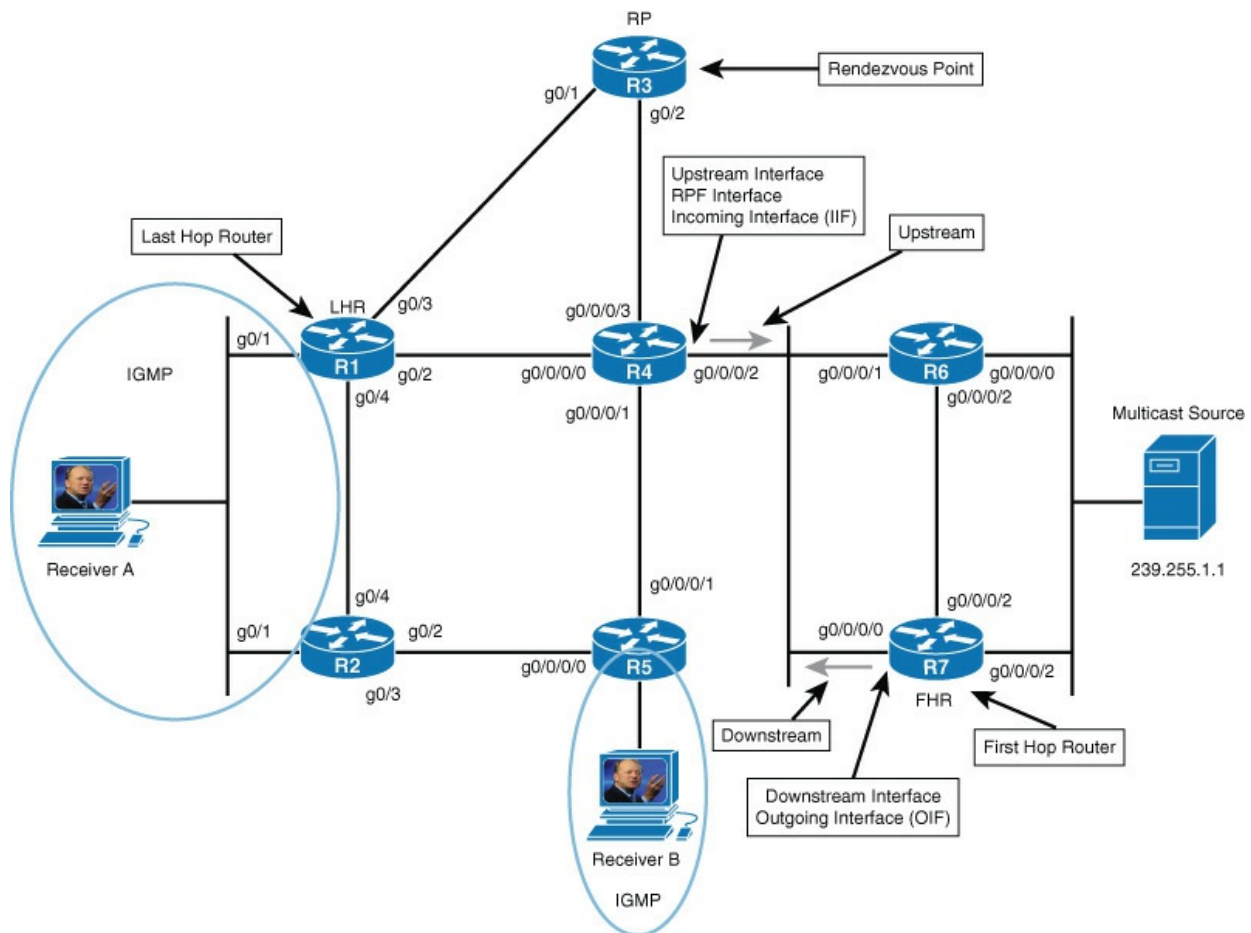 RP
R3
Rendezvous Point
g0/1
g0/2
Upstream Interface
RPF Interface
Incoming Interface (IIF)
Last Hop Router
Upstream
LHR
g0/3
g0/0/0/3
g0/1
R1
g0/2
g0/0/0/0
R4
g0/0/0/2
g0/0/0/1
R6
g0/0/0/0
IGMP
g0/4
g0/0/0/1
g0/0/0/2
Multicast Source
Receiver A
239.255.1.1
g0/4
g0/0/0/1
g0/0/0/2
g0/1
R2
g0/2
g0/0/0/0
R5
g0/0/0/0
R7
g0/0/0/2
g0/3
FHR
Downstream
First Hop Router
Downstream Interface
Outgoing Interface (OIF)
Receiver B
IGMP